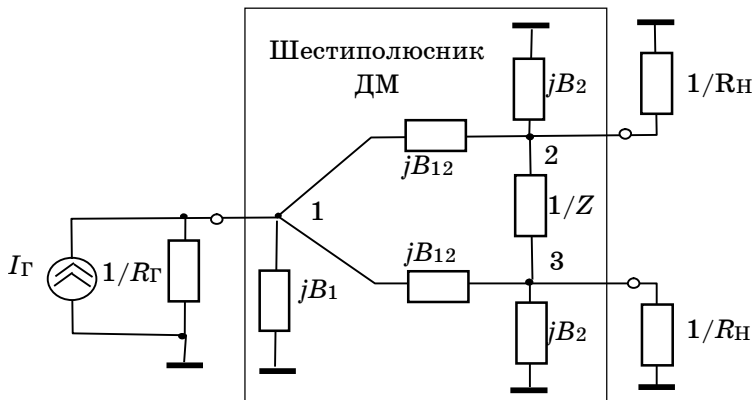 Шестиполюсник
ДМ
jB2
1/RН
jB12
2
1
1/Z
3
jB12
IГ
1/RГ
jB1
jB2
1/RН